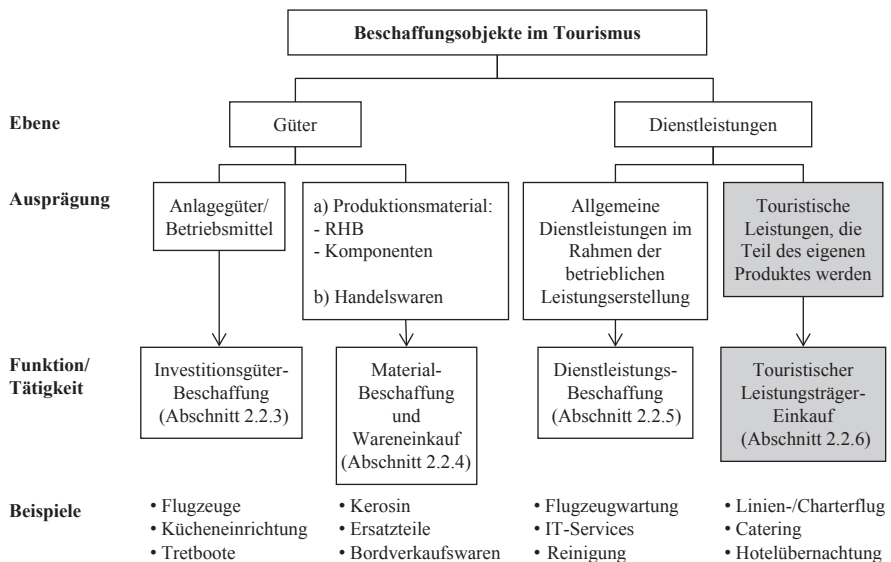 Beschaffungsobjekte im Tourismus
Ebene
Güter
Dienstleistungen
Ausprägung
Anlagegüter/
Betriebsmittel
a) Produktionsmaterial:
- RHB
- Komponenten
b) Handelswaren
Allgemeine
Dienstleistungen im
Rahmen der
betrieblichen
Leistungserstellung
Touristische
Leistungen, die
Teil des eigenen
Produktes werden
Funktion/
Tätigkeit
Investitionsgüter-
Beschaffung
(Abschnitt 2.2.3)
Material-
Beschaffung
und
Wareneinkauf
(Abschnitt 2.2.4)
Dienstleistungs-
Beschaffung
(Abschnitt 2.2.5)
Touristischer
Leistungsträger-
Einkauf
(Abschnitt 2.2.6)
Beispiele
• Flugzeuge
• Kücheneinrichtung
• Tretboote
• Kerosin
• Ersatzteile
• Bordverkaufswaren
• Flugzeugwartung
• IT-Services
• Reinigung
• Linien-/Charterflug
• Catering
• Hotelübernachtung